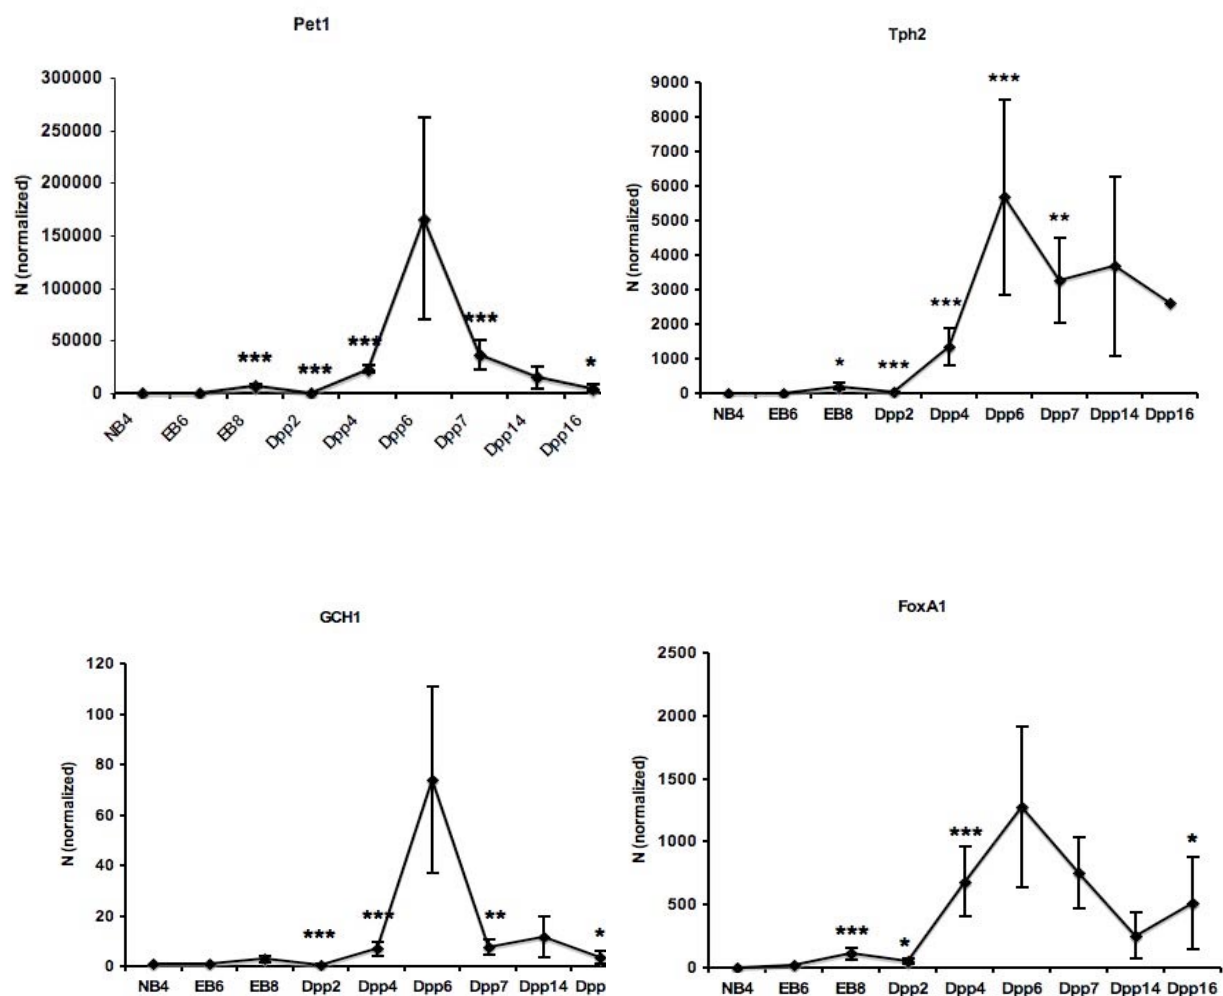 Pet1
N (normalized)
300000
250000
200000
150000
100000
50000
0
*** *** *** *** *
NB4 EB6 EB8 Dpp2 Dpp4 Dpp6 Dpp7 Dpp14 Dpp16
Tph2
N (normalized)
9000
8000
7000
6000
5000
4000
3000
2000
1000
0
* *** *** *** **
NB4 EB6 EB8 Dpp2 Dpp4 Dpp6 Dpp7 Dpp14 Dpp16
GCH1
N (normalized)
120
100
80
60
40
20
0
*** *** ** *
NB4 EB6 EB8 Dpp2 Dpp4 Dpp6 Dpp7 Dpp14 Dpp
FoxA1
N (normalized)
2500
2000
1500
1000
500
0
*** * *** *
NB4 EB6 EB8 Dpp2 Dpp4 Dpp6 Dpp7 Dpp14 Dpp16